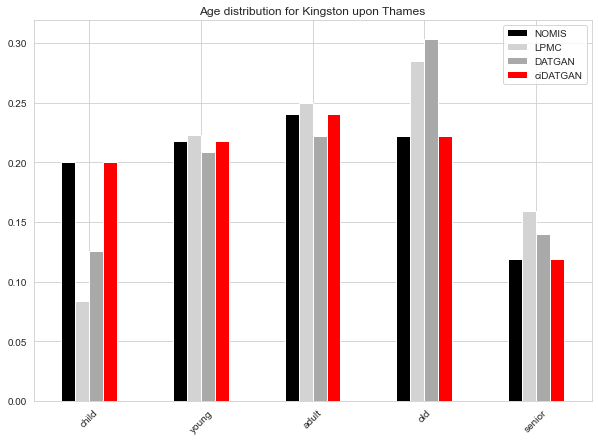 Age distribution for Kingston upon Thames
NOMIS
LPMC
DATGAN
ciDATGAN
0.30
0.25
0.20
0.15
0.10
0.05
0.00
child
young
adult
old
senior